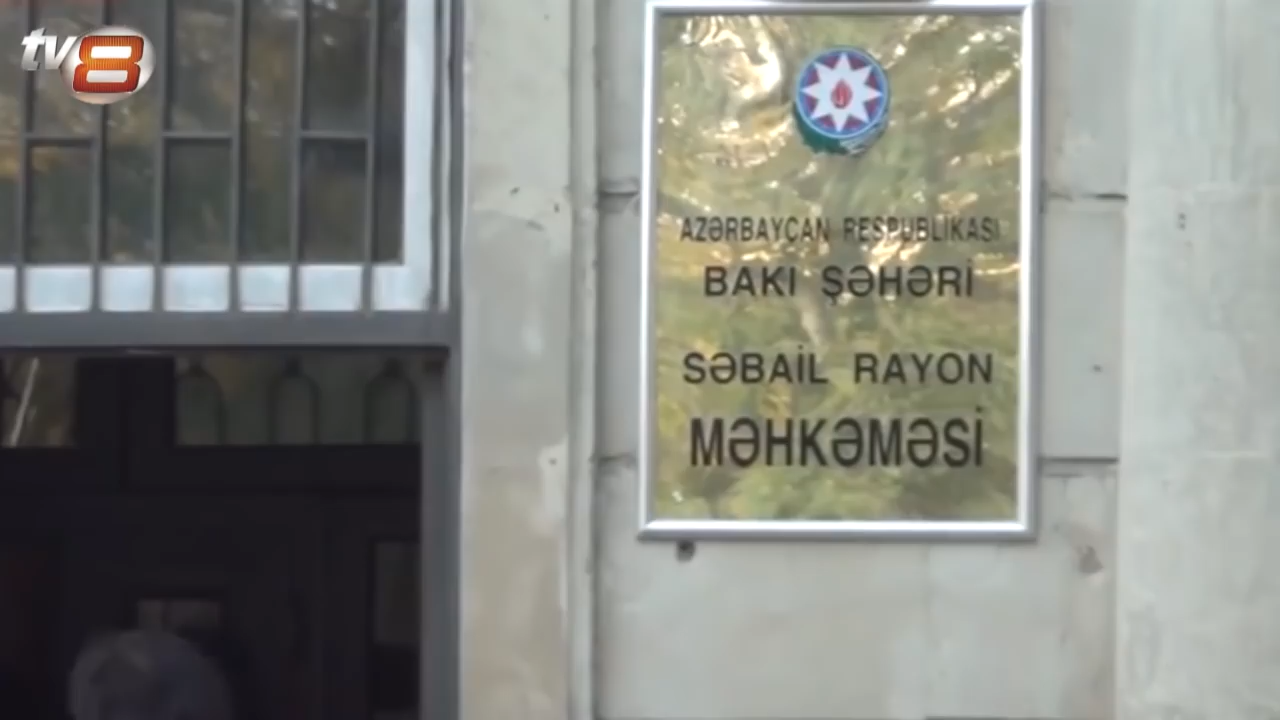 tv8
AZƏRBAYCAN RESPUBLİKASI
BAKI ŞƏHƏRİ
SƏBAİL RAYON
MƏHKƏMƏSİ